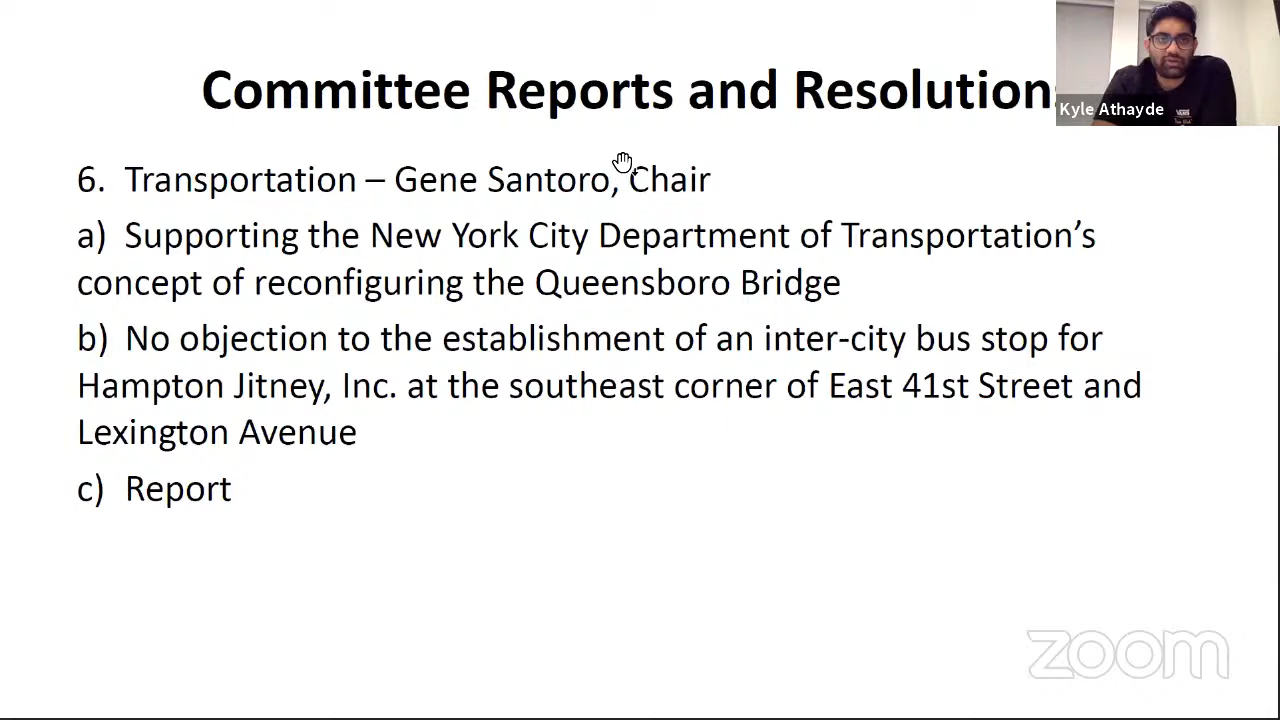 Committee Reports and Resolution
Kyle Athayde
6. Transportation – Gene Santoro, Chair
a) Supporting the New York City Department of Transportation’s
concept of reconfiguring the Queensboro Bridge
b) No objection to the establishment of an inter-city bus stop for
Hampton Jitney, Inc. at the southeast corner of East 41st Street and
Lexington Avenue
c) Report
zoom